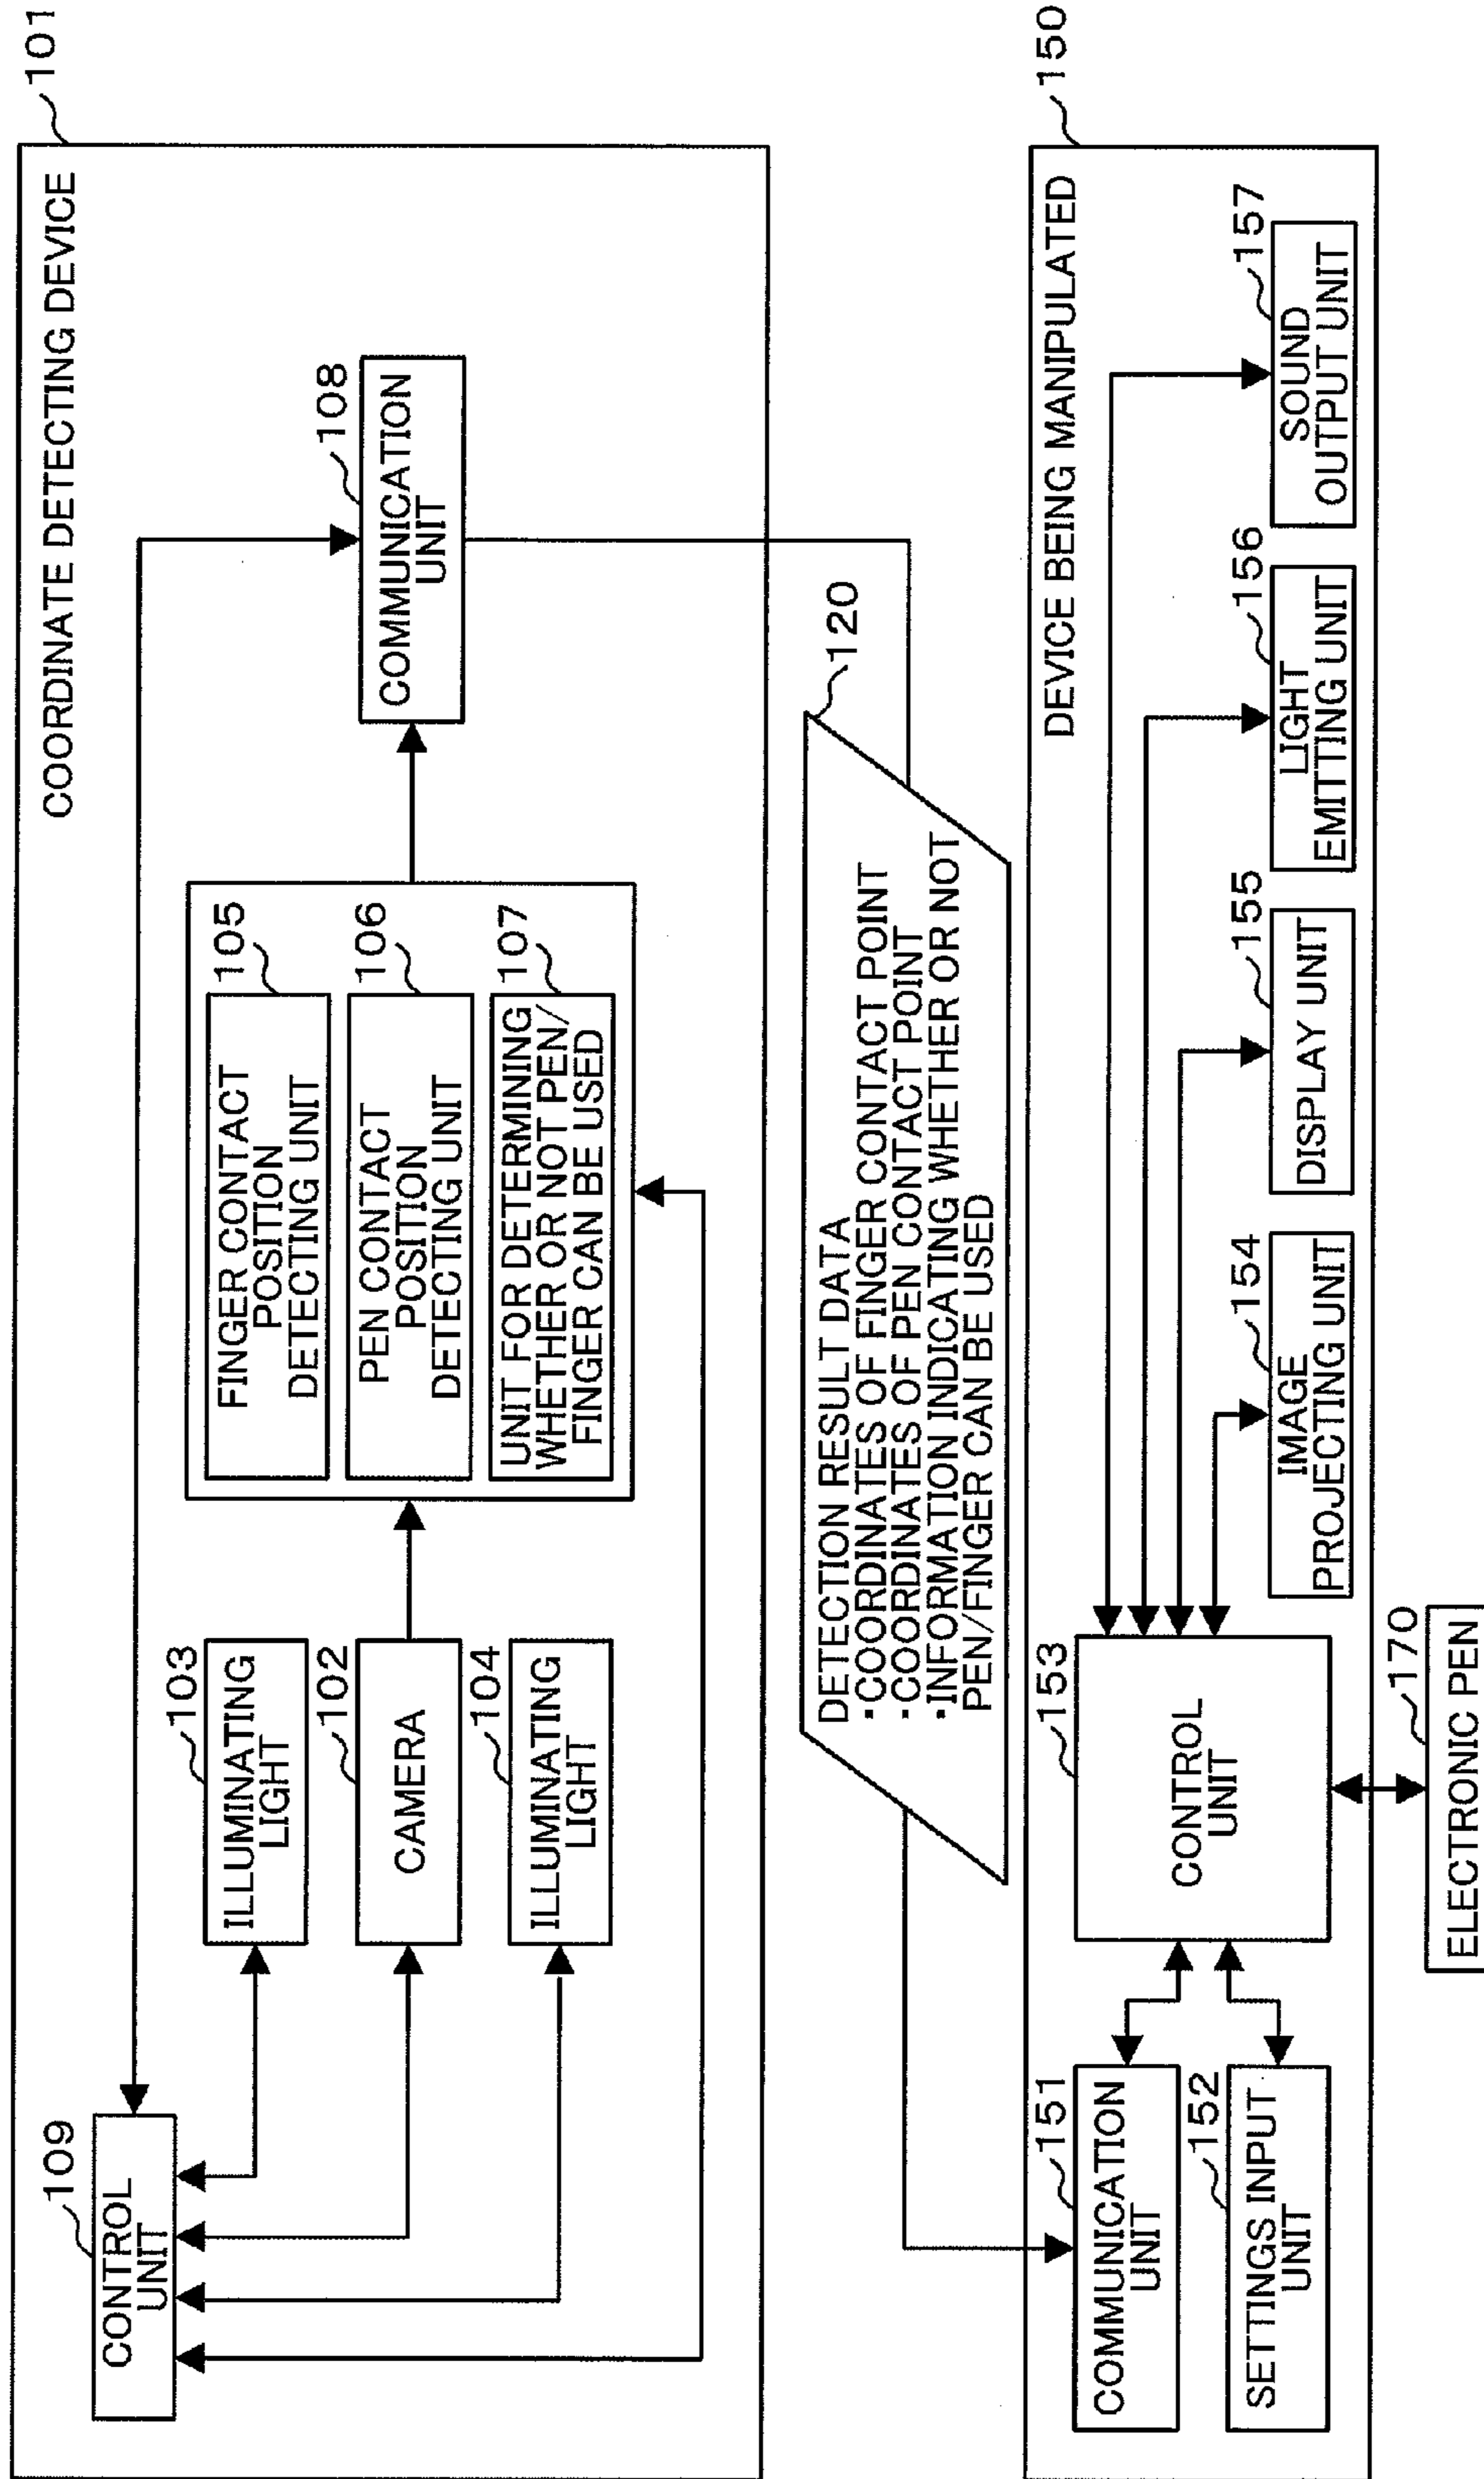 101
COORDINATE DETECTING DEVICE
109
CONTROL
UNIT
103
ILLUMINATING
LIGHT
102
CAMERA
104
ILLUMINATING
LIGHT
105
FINGER CONTACT
POSITION
DETECTING UNIT
106
PEN CONTACT
POSITION
DETECTING UNIT
107
UNIT FOR DETERMINING
WHETHER OR NOT PEN/
FINGER CAN BE USED
108
COMMUNICATION
UNIT
120
DETECTION RESULT DATA
・COORDINATES OF FINGER CONTACT POINT
・COORDINATES OF PEN CONTACT POINT
・INFORMATION INDICATING WHETHER OR NOT
PEN/FINGER CAN BE USED
150
DEVICE BEING MANIPULATED
151
COMMUNICATION
UNIT
152
SETTINGS INPUT
UNIT
153
CONTROL
UNIT
154
IMAGE
PROJECTING UNIT
155
DISPLAY UNIT
156
LIGHT
EMITTING UNIT
157
SOUND
OUTPUT UNIT
170
ELECTRONIC PEN